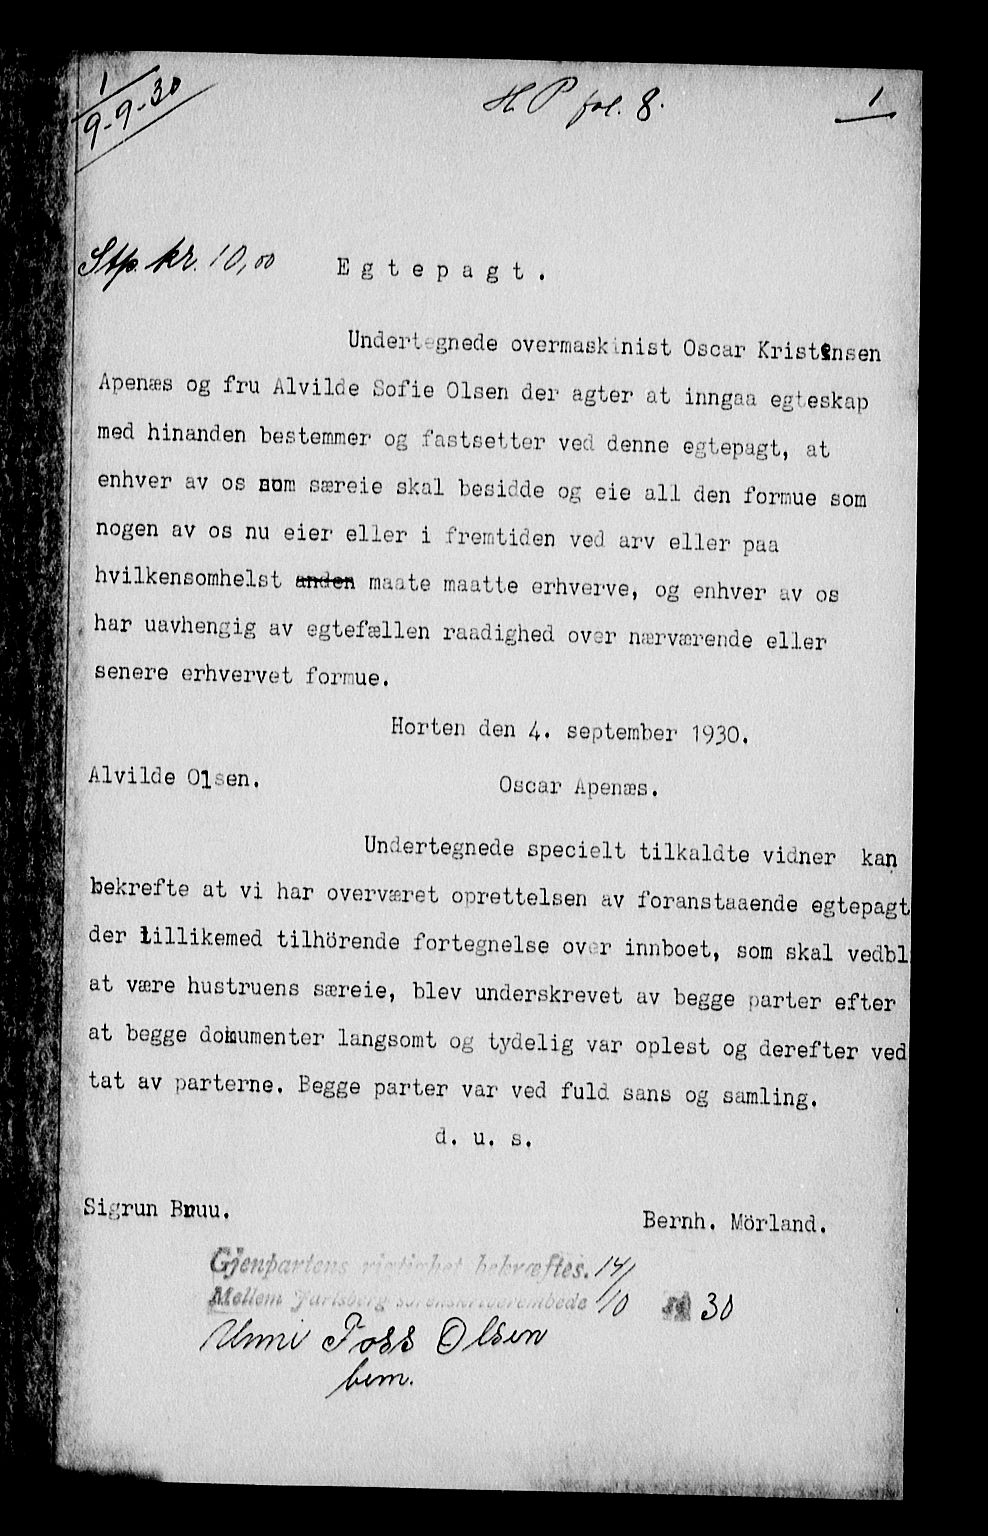 1
9-9-30
H. P fol. 8.
1
Stp. kr. 10,00
Egtepagt.
Undertegnede overmaskinist Oscar Kristensen
Apenæs og fru Alvilde Sofie Olsen der agter at inngaa egteskap
med hinanden bestemmer og fastsetter ved denne egtepagt, at
enhver av os som særeie skal besidde og eie all den formue som
nogen av os nu eier eller i fremtiden ved arv eller paa
hvilkensomhelst anden maate maatte erhverve, og enhver av os
har uavhengig av egtefællen raadighed over nærværende eller
senere erhvervet formue.
Horten den 4. september 1930.
Alvilde Olsen.
Oscar Apenæs.
Undertegnede specielt tilkaldte vidner kan
bekrefte at vi har overværet oprettelsen av foranstaaende egtepagt
der tillikemed tilhörende fortegnelse over innboet, som skal vedbl
at være hustruens særeie, blev underskrevet av begge parter efter
at begge dokumenter langsomt og tydelig var oplest og derefter ved
tat av parterne. Begge parter var ved fuld sans og samling.
d. u. s.
Sigrun Bruu.
Bernh. Mörland.
Gjenpartens rigtighet bekræftes. 14/10 30
Mellem Jarlsberg sorenskriverembede
Unni Foss Olsen
bem.